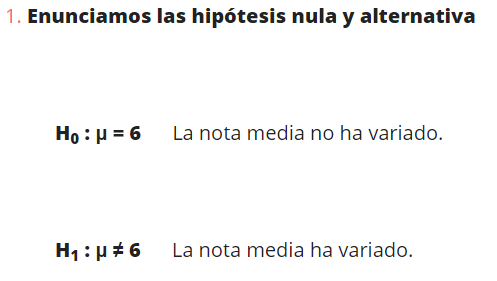 1. Enunciamos las hipótesis nula y alternativa
H₀ : μ = 6 La nota media no ha variado.
H₁ : μ ≠ 6 La nota media ha variado.